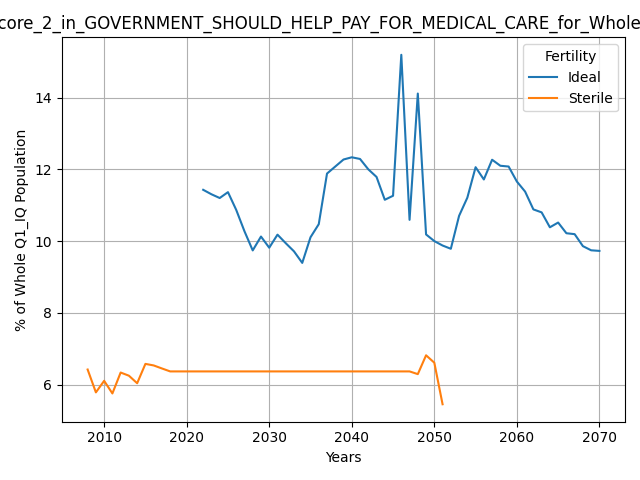 core_2_in_GOVERNMENT_SHOULD_HELP_PAY_FOR_MEDICAL_CARE_for_Whole
Fertility
Ideal
Sterile
% of Whole Q1_IQ Population
14
12
10
8
6
2010 2020 2030 2040 2050 2060 2070
Years